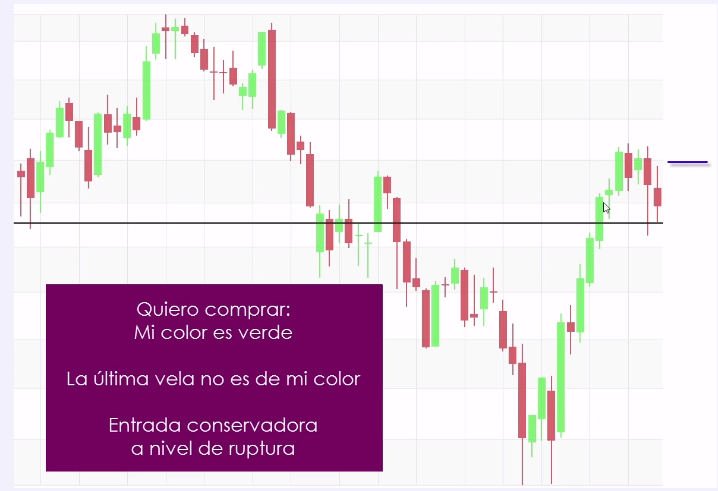 Quiero comprar:
Mi color es verde
La última vela no es de mi color
Entrada conservadora
a nivel de ruptura